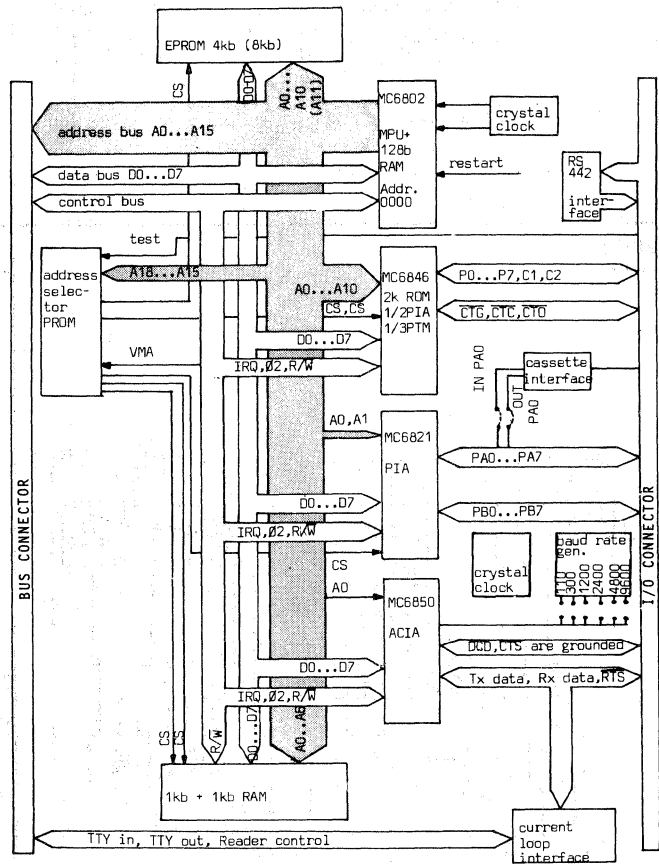 EPROM 4kb (8kb)
CS
D0-D7
A0...
A10
(A11)
MC6802
MPU+
128b
RAM
Addr.
0000
crystal
clock
restart
RS
442
inter-
face
address bus A0...A15
data bus D0...D7
control bus
test
address
selec-
tor
PROM
A18...A15
A0...A10
CS,CS
MC6846
2k ROM
1/2PIA
1/3PTM
P0...P7,C1,C2
CTG,CTC,CTO
D0...D7
IRQ,Ø2,R/W
VMA
IN PA0
OUT
PA0
cassette
interface
A0,A1
MC6821
PIA
PA0...PA7
D0...D7
PB0...PB7
IRQ,Ø2,R/W
CS
A0
crystal
clock
baud rate
gen.
110
300
1200
2400
4800
9600
MC6850
ACIA
DCD,CTS are grounded
D0...D7
Tx data, Rx data,RTS
IRQ,Ø2,R/W
CS
CS
R/W
D0...D7
1kb + 1kb RAM
TTY in, TTY out, Reader control
current
loop
interface
BUS CONNECTOR
I/O CONNECTOR